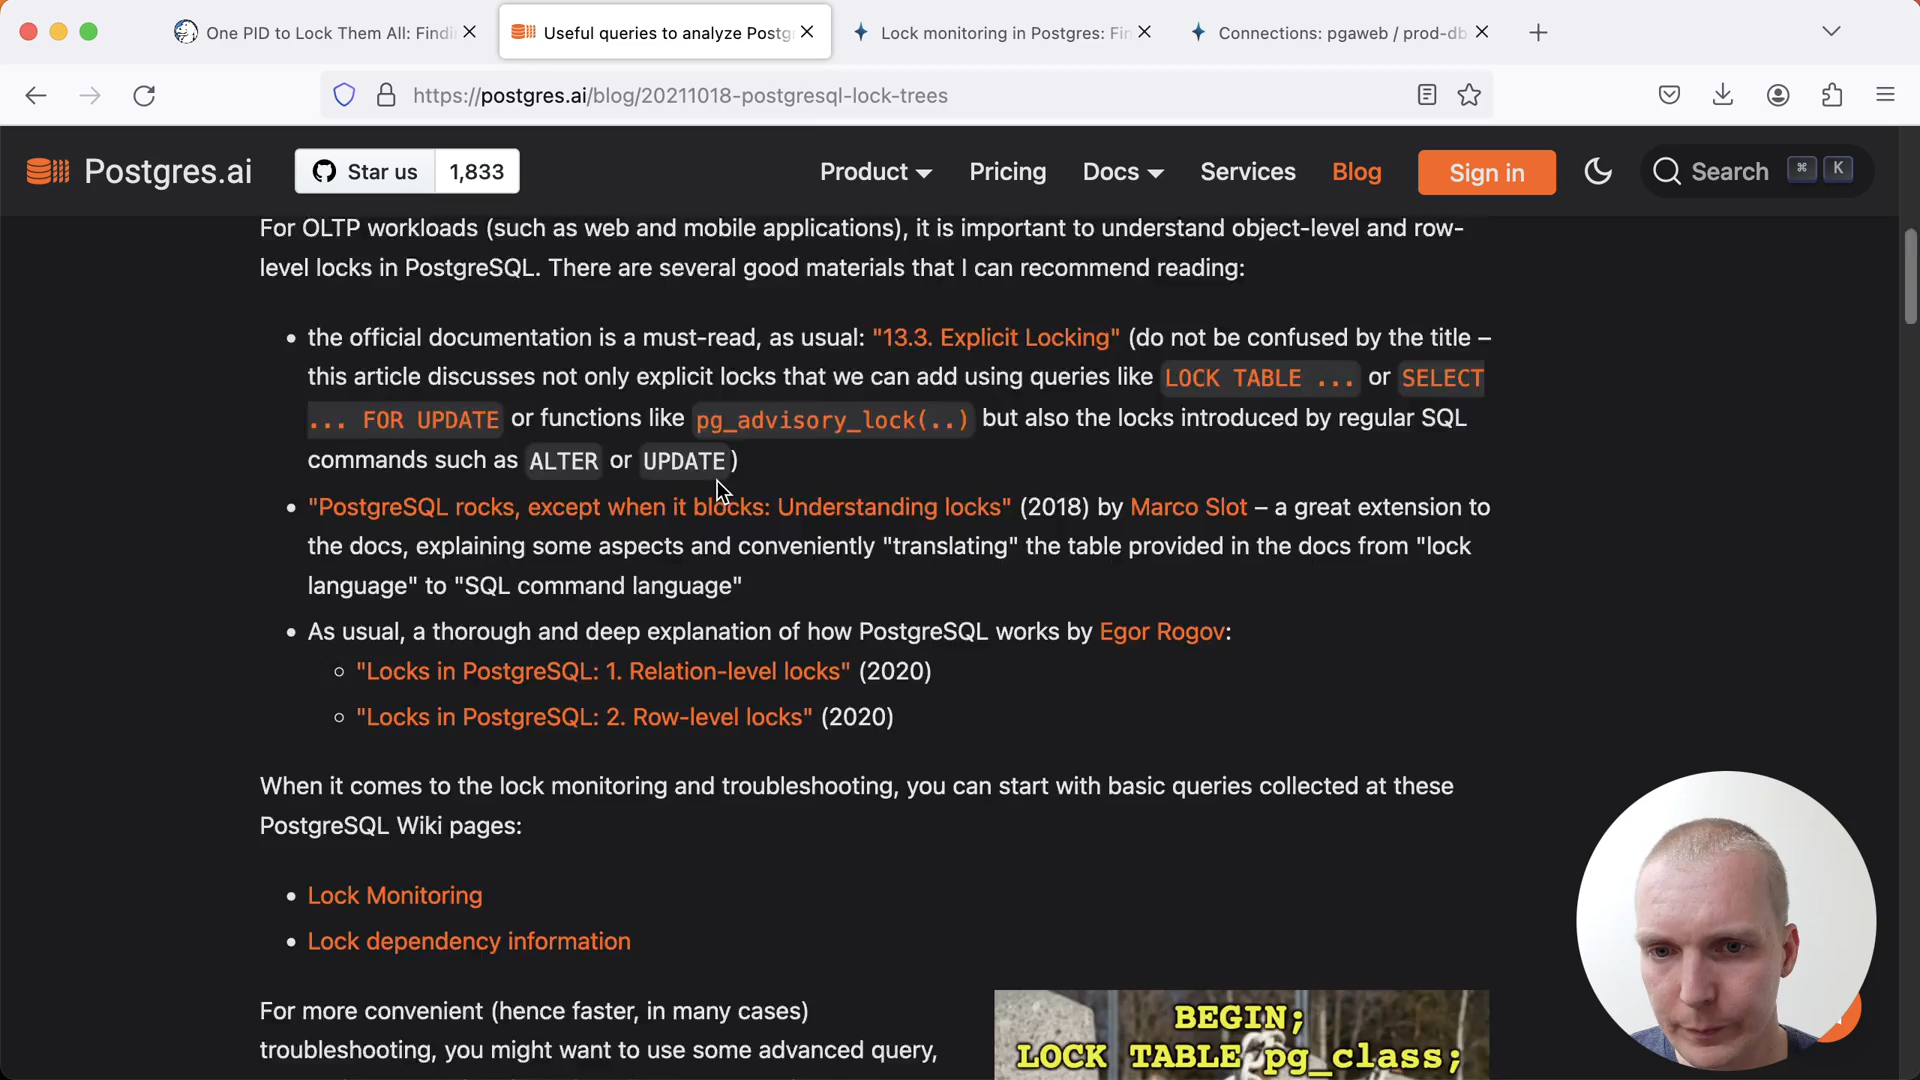 One PID to Lock Them All: Findi
Useful queries to analyze Postg
Lock monitoring in Postgres: Fin
Connections: pgaweb / prod-db
https://postgres.ai/blog/20211018-postgresql-lock-trees
Postgres.ai
Star us 1,833
Product Pricing Docs Services Blog Sign in Search ⌘ K
For OLTP workloads (such as web and mobile applications), it is important to understand object-level and row-
level locks in PostgreSQL. There are several good materials that I can recommend reading:
• the official documentation is a must-read, as usual: "13.3. Explicit Locking" (do not be confused by the title –
this article discusses not only explicit locks that we can add using queries like LOCK TABLE ... or SELECT
... FOR UPDATE or functions like pg_advisory_lock(..) but also the locks introduced by regular SQL
commands such as ALTER or UPDATE)
• "PostgreSQL rocks, except when it blocks: Understanding locks" (2018) by Marco Slot – a great extension to
the docs, explaining some aspects and conveniently "translating" the table provided in the docs from "lock
language" to "SQL command language"
• As usual, a thorough and deep explanation of how PostgreSQL works by Egor Rogov:
◦ "Locks in PostgreSQL: 1. Relation-level locks" (2020)
◦ "Locks in PostgreSQL: 2. Row-level locks" (2020)
When it comes to the lock monitoring and troubleshooting, you can start with basic queries collected at these
PostgreSQL Wiki pages:
• Lock Monitoring
• Lock dependency information
For more convenient (hence faster, in many cases)
troubleshooting, you might want to use some advanced query,
BEGIN;
LOCK TABLE pg_class;